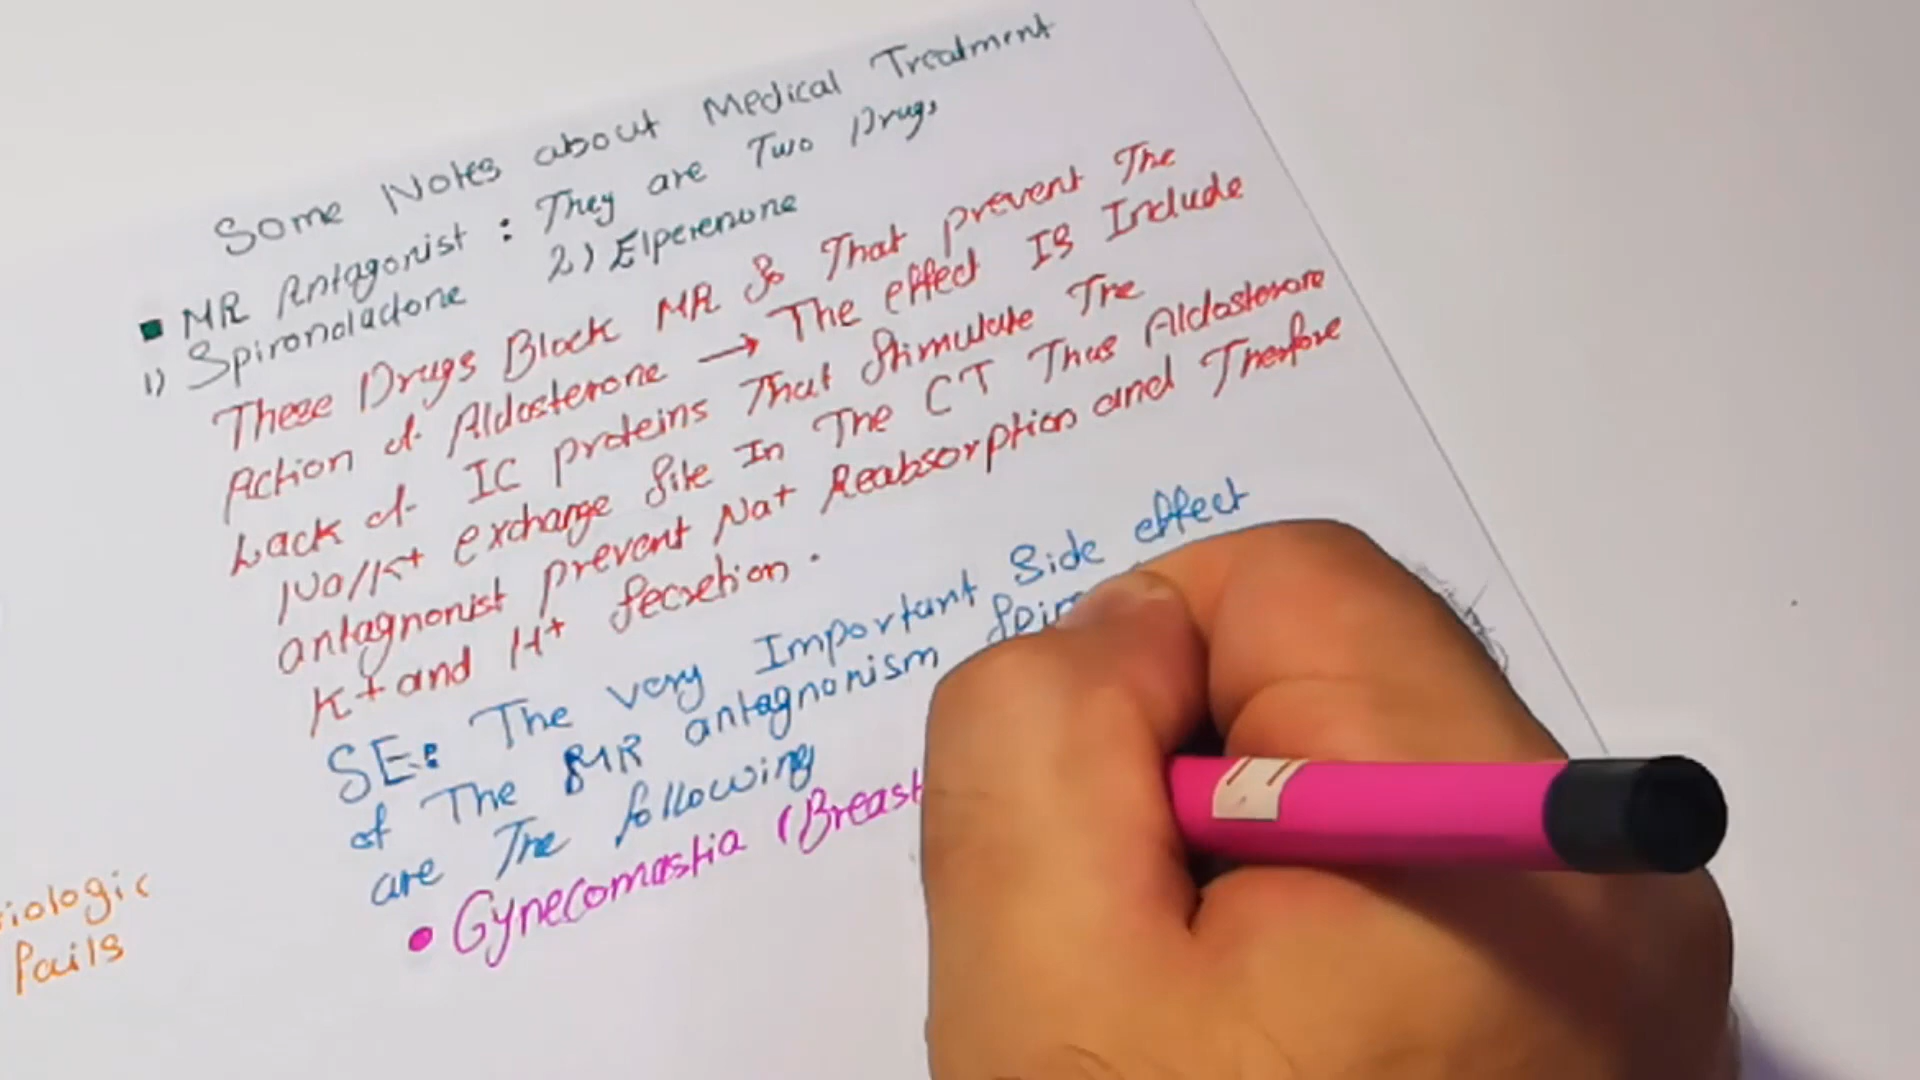 Some Notes about Medical Treatment
■ MR Antagonist : They are Two Drugs
1) Spironolactone 2) Elperenone
These Drugs Block MR So That prevent The
Action of Aldosterone → The effect Is Include
Lack of IC proteins That Stimulate The
Na/K+ exchange Site In The CT Thus Aldosterone
antagnonist prevent Na+ Reabsorption and Therfore
K+ and H+ Secretion.
SE: The very Important Side effect
of The MR antagnonism
are The following
• Gynecomastia (Breast
iologic
Pails